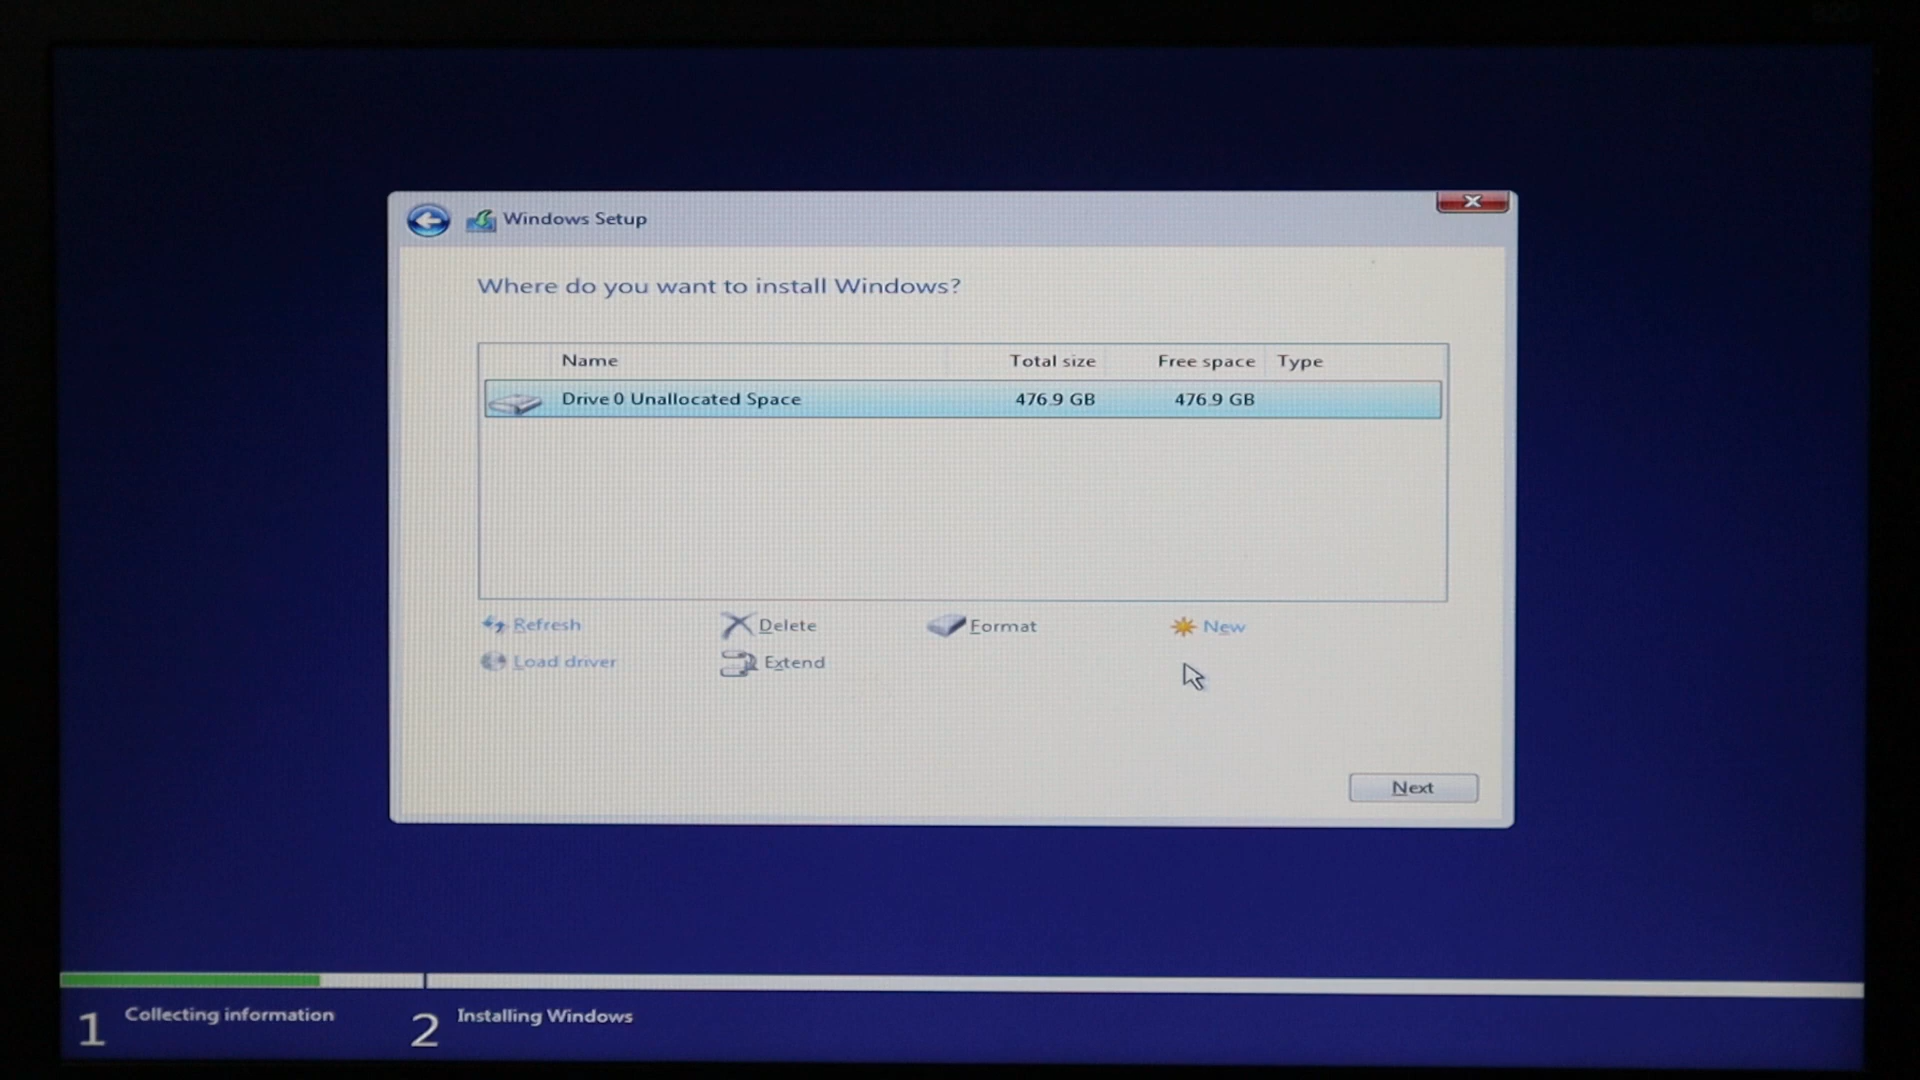 Windows Setup
Where do you want to install Windows?
Name Total size Free space Type
Drive 0 Unallocated Space 476.9 GB 476.9 GB
Refresh Delete Format New
Load driver Extend
Next
1 Collecting information 2 Installing Windows